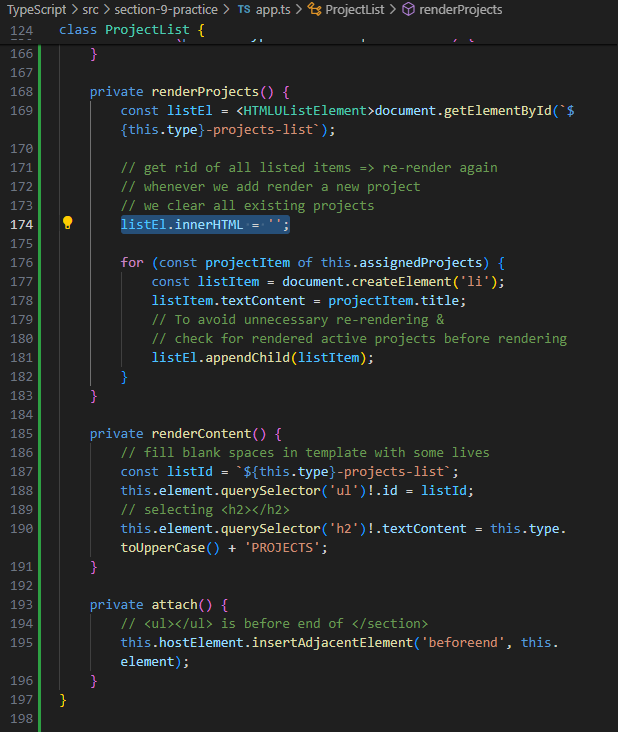 TypeScript > src > section-9-practice > TS app.ts > ProjectList > renderProjects
124 class ProjectList {
166 }
167
168 private renderProjects() {
169 const listEl = <HTMLUListElement>document.getElementById(`$
{this.type}-projects-list`);
170
171 // get rid of all listed items => re-render again
172 // whenever we add render a new project
173 // we clear all existing projects
174 listEl.innerHTML = '';
175
176 for (const projectItem of this.assignedProjects) {
177 const listItem = document.createElement('li');
178 listItem.textContent = projectItem.title;
179 // To avoid unnecessary re-rendering &
180 // check for rendered active projects before rendering
181 listEl.appendChild(listItem);
182 }
183 }
184
185 private renderContent() {
186 // fill blank spaces in template with some lives
187 const listId = `${this.type}-projects-list`;
188 this.element.querySelector('ul')!.id = listId;
189 // selecting <h2></h2>
190 this.element.querySelector('h2')!.textContent = this.type.
toUpperCase() + 'PROJECTS';
191 }
192
193 private attach() {
194 // <ul></ul> is before end of </section>
195 this.hostElement.insertAdjacentElement('beforeend', this.
element);
196 }
197 }
198